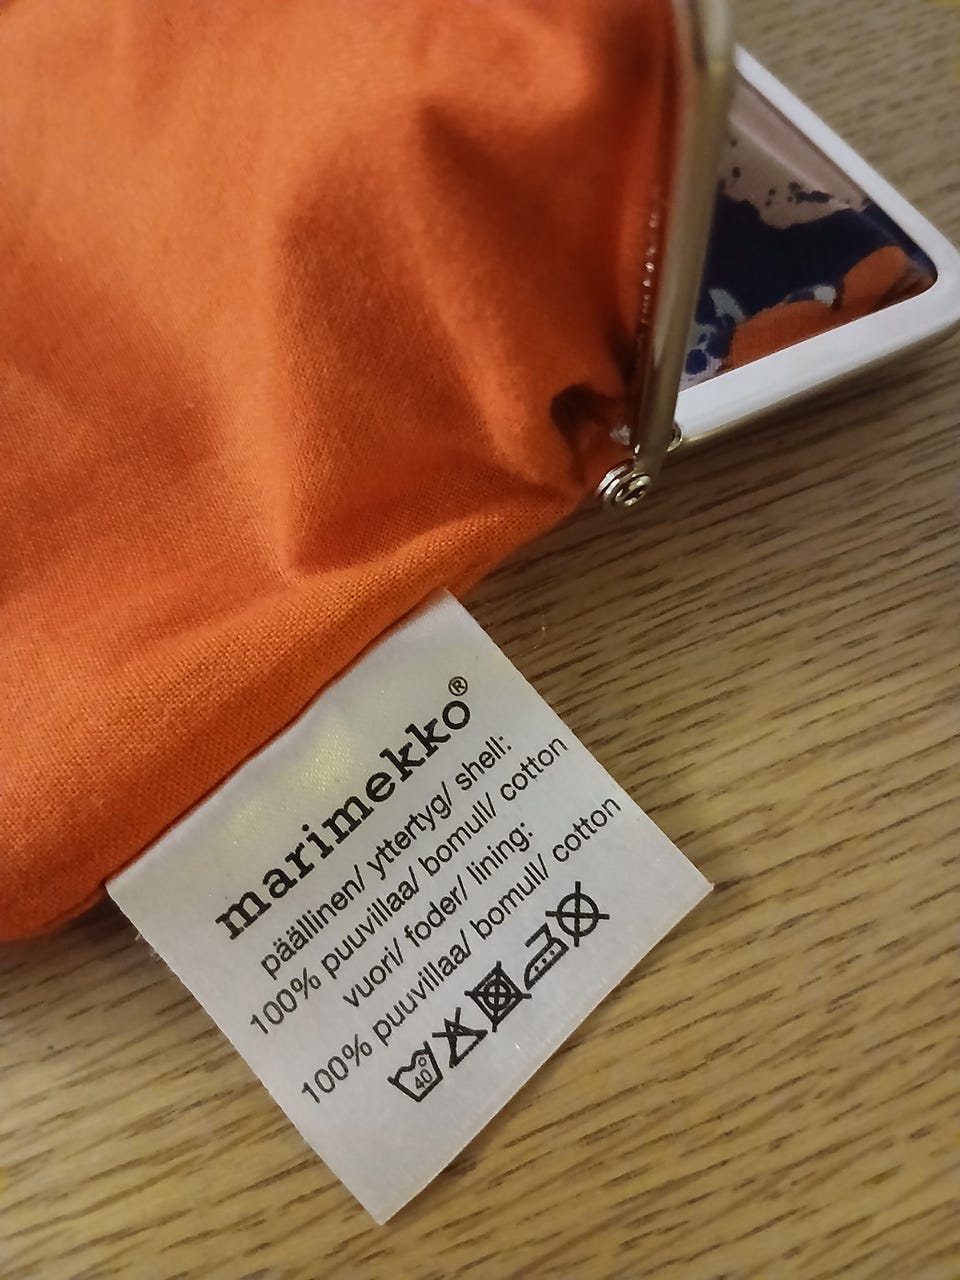 marimekko®
päällinen/ yttertyg/ shell:
100% puuvillaa/ bomull/ cotton
vuori/ foder/ lining:
100% puuvillaa/ bomull/ cotton
40°